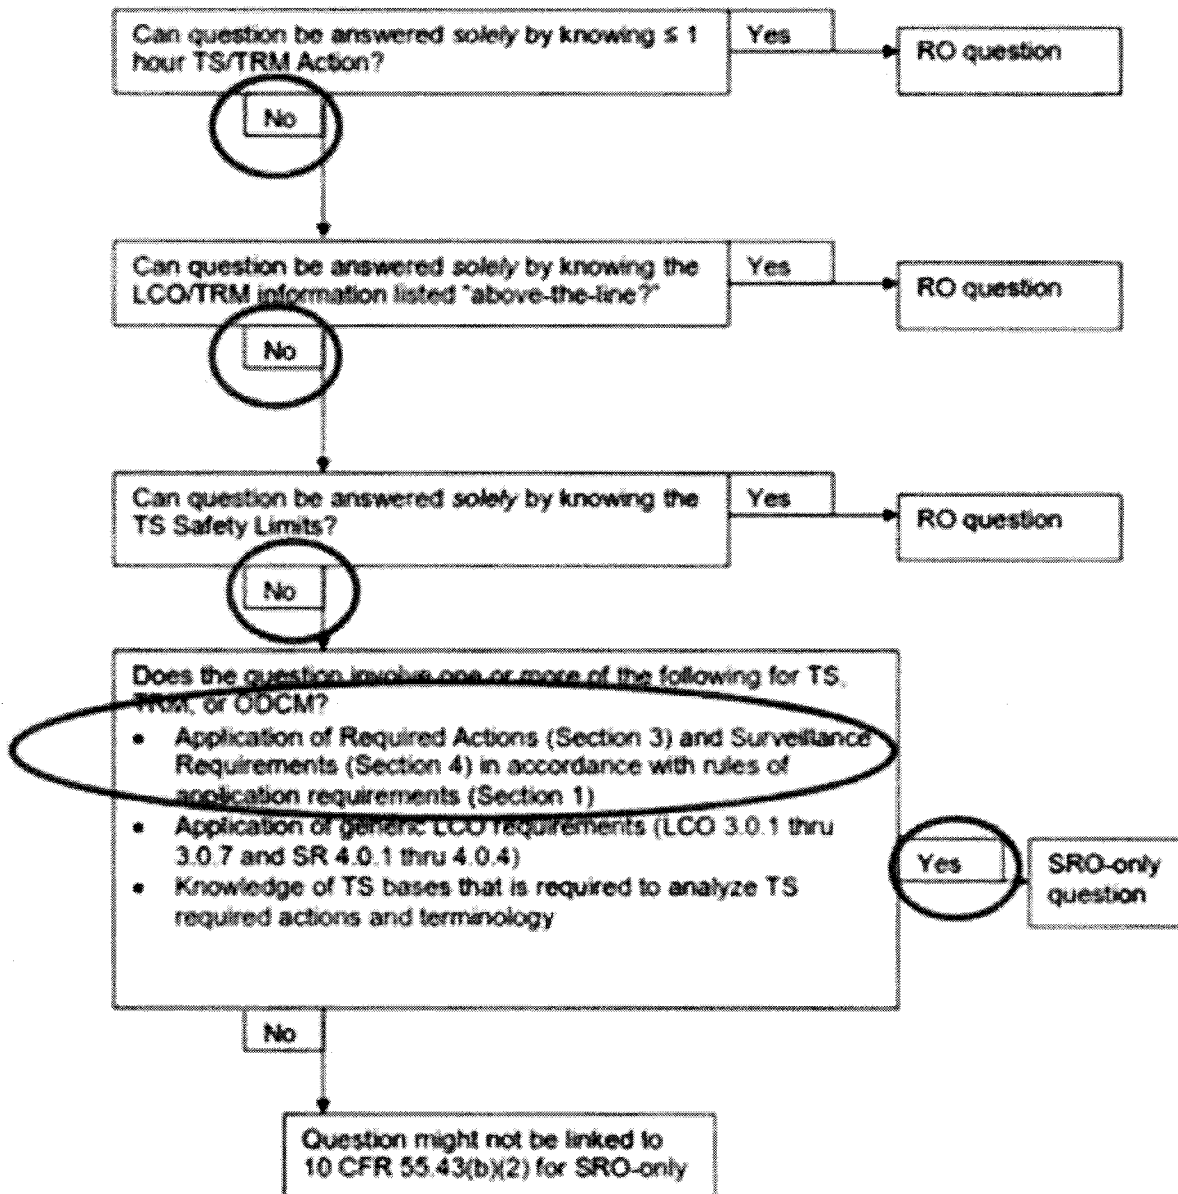 Can question be answered solely by knowing ≤ 1
hour TS/TRM Action?
Yes
RO question
No
Can question be answered solely by knowing the
LCO/TRM information listed "above-the-line?"
Yes
RO question
No
Can question be answered solely by knowing the
TS Safety Limits?
Yes
RO question
No
Does the question involve one or more of the following for TS,
TRM, or ODCM?
• Application of Required Actions (Section 3) and Surveillance
Requirements (Section 4) in accordance with rules of
application requirements (Section 1)
• Application of generic LCO requirements (LCO 3.0.1 thru
3.0.7 and SR 4.0.1 thru 4.0.4)
• Knowledge of TS bases that is required to analyze TS
required actions and terminology
Yes
SRO-only
question
No
Question might not be linked to
10 CFR 55.43(b)(2) for SRO-only